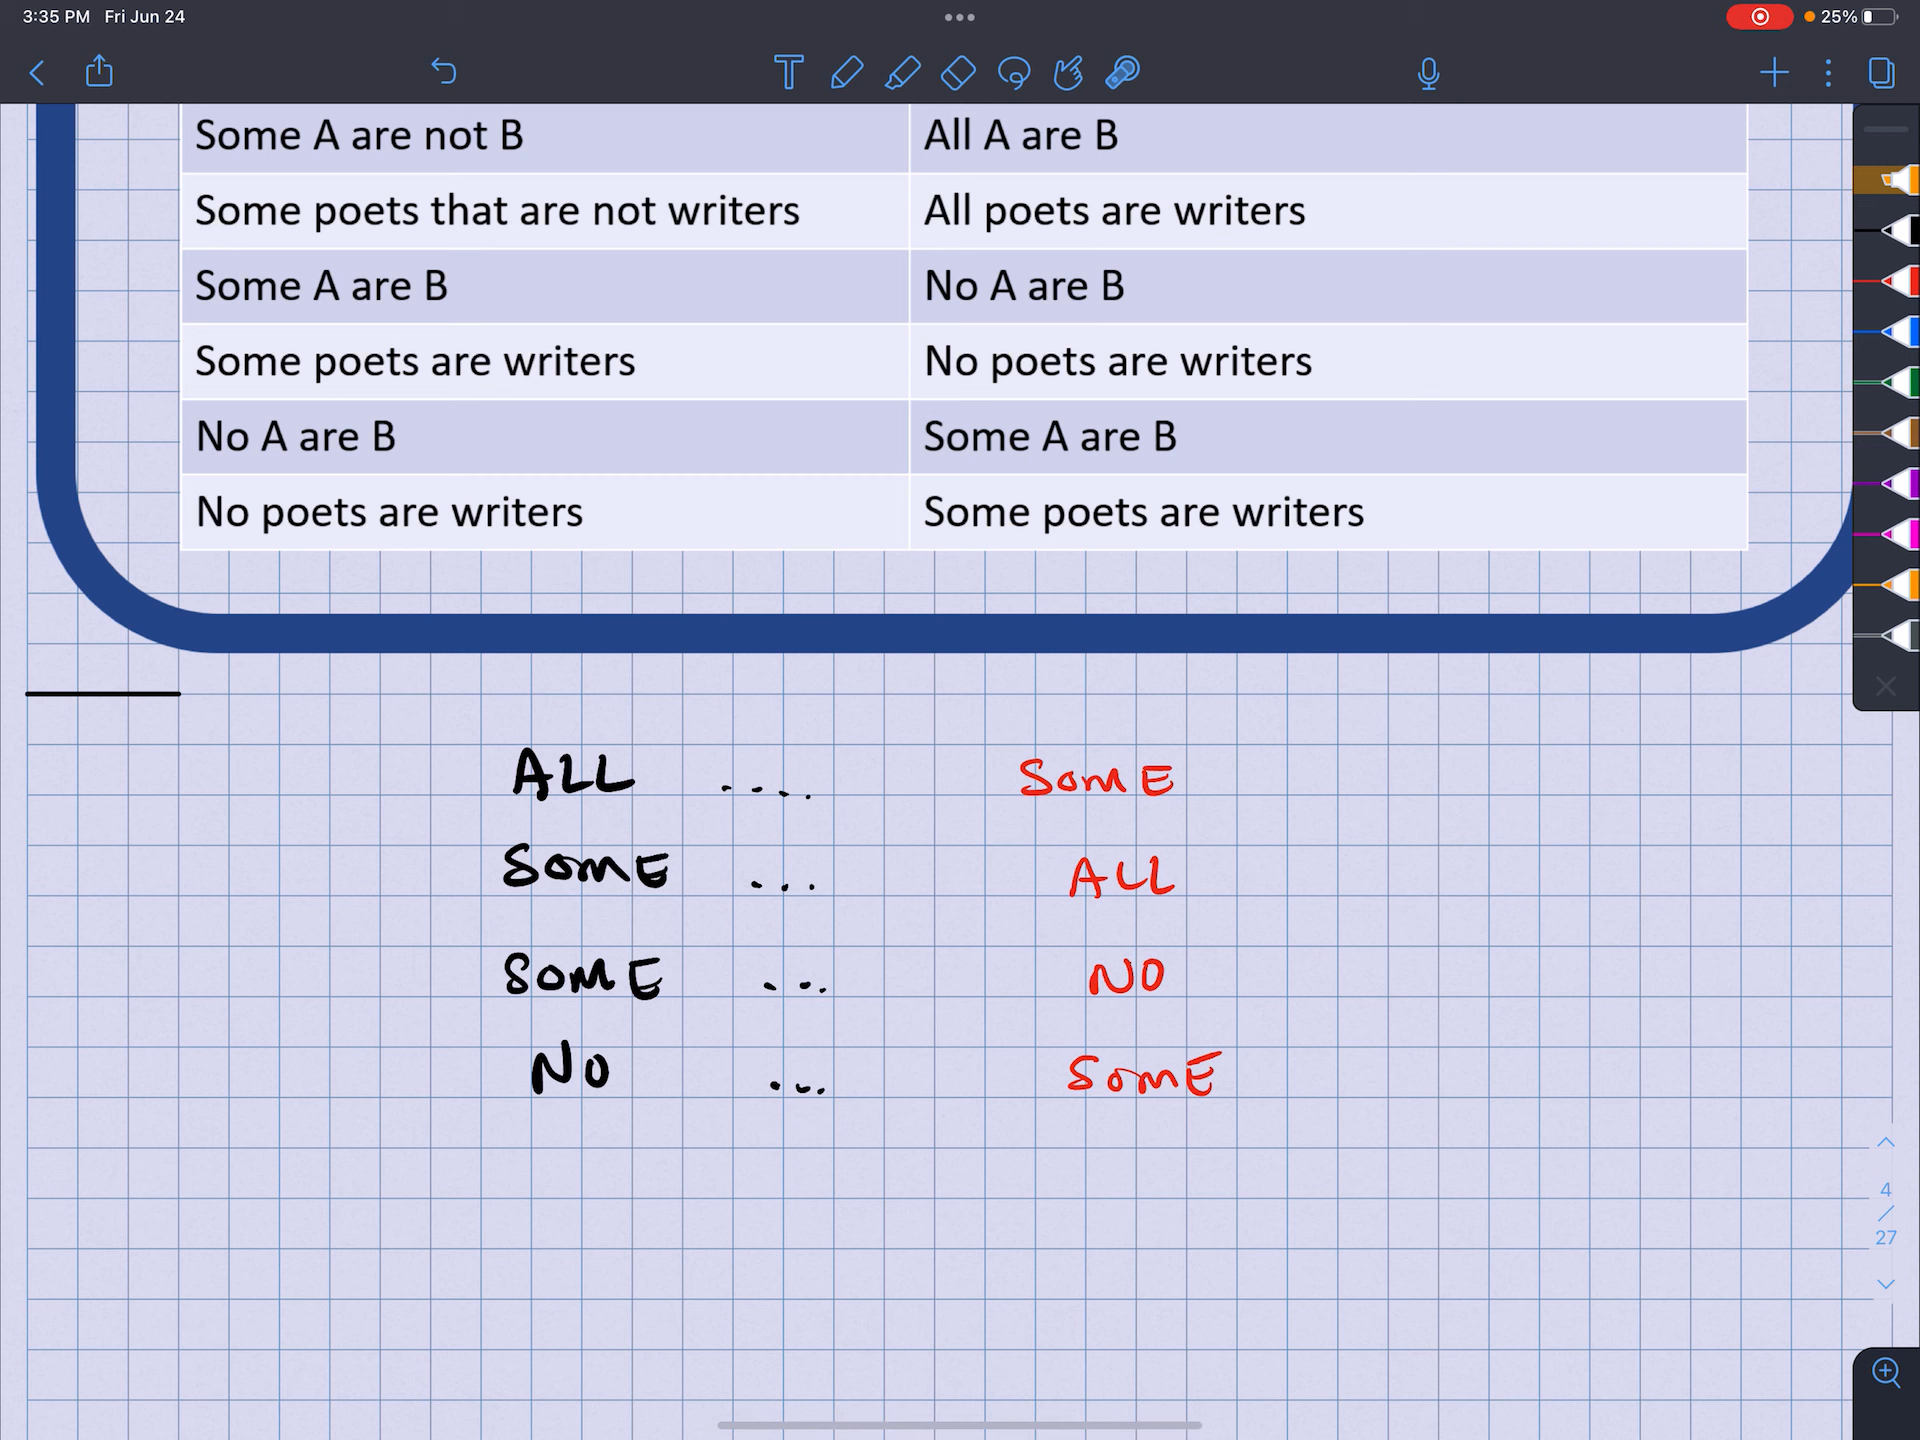 3:35 PM Fri Jun 24 25%
Some A are not B All A are B
Some poets that are not writers All poets are writers
Some A are B No A are B
Some poets are writers No poets are writers
No A are B Some A are B
No poets are writers Some poets are writers
ALL .... SOME
SOME ... ALL
SOME ... NO
NO ... SOME
4
/
27